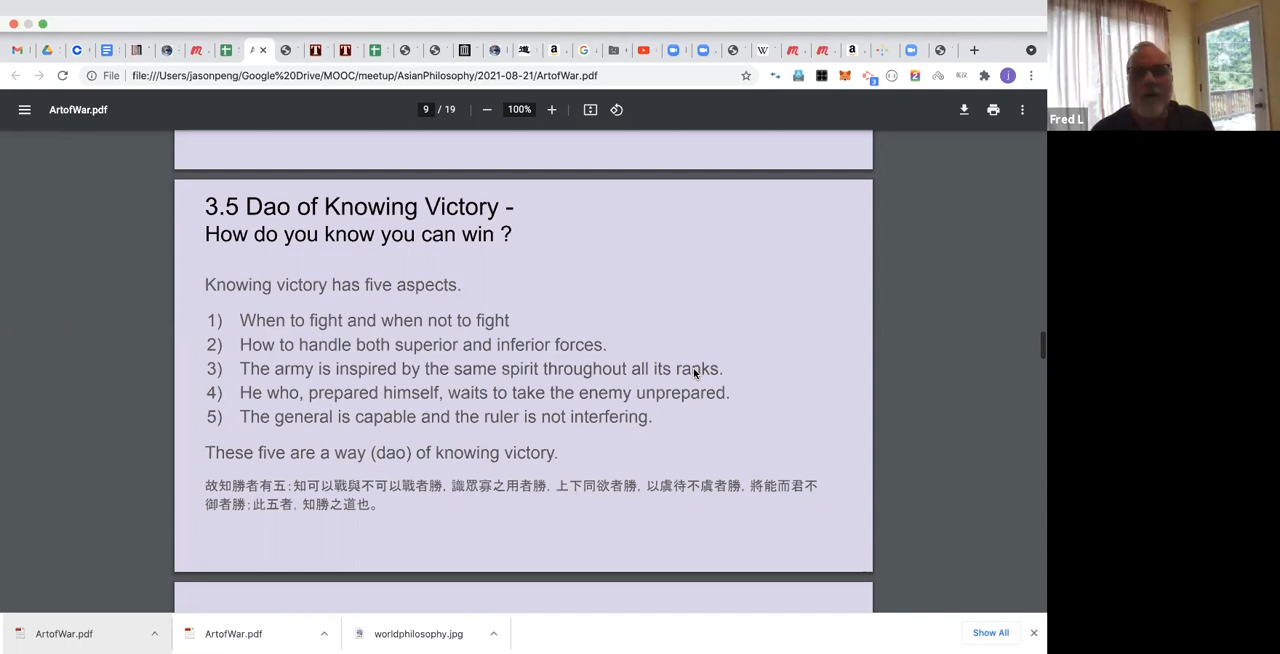 File
file:///Users/jasonpeng/Google%20Drive/MOOC/meetup/AsianPhilosophy/2021-08-21/ArtofWar.pdf
ArtofWar.pdf
9 / 19
100%
Fred L
3.5 Dao of Knowing Victory -
How do you know you can win ?
Knowing victory has five aspects.
1) When to fight and when not to fight
2) How to handle both superior and inferior forces.
3) The army is inspired by the same spirit throughout all its ranks.
4) He who, prepared himself, waits to take the enemy unprepared.
5) The general is capable and the ruler is not interfering.
These five are a way (dao) of knowing victory.
故知勝者有五:知可以戰與不可以戰者勝, 識眾寡之用者勝, 上下同欲者勝, 以虞待不虞者勝, 將能而君不
御者勝;此五者, 知勝之道也。
ArtofWar.pdf
ArtofWar.pdf
worldphilosophy.jpg
Show All